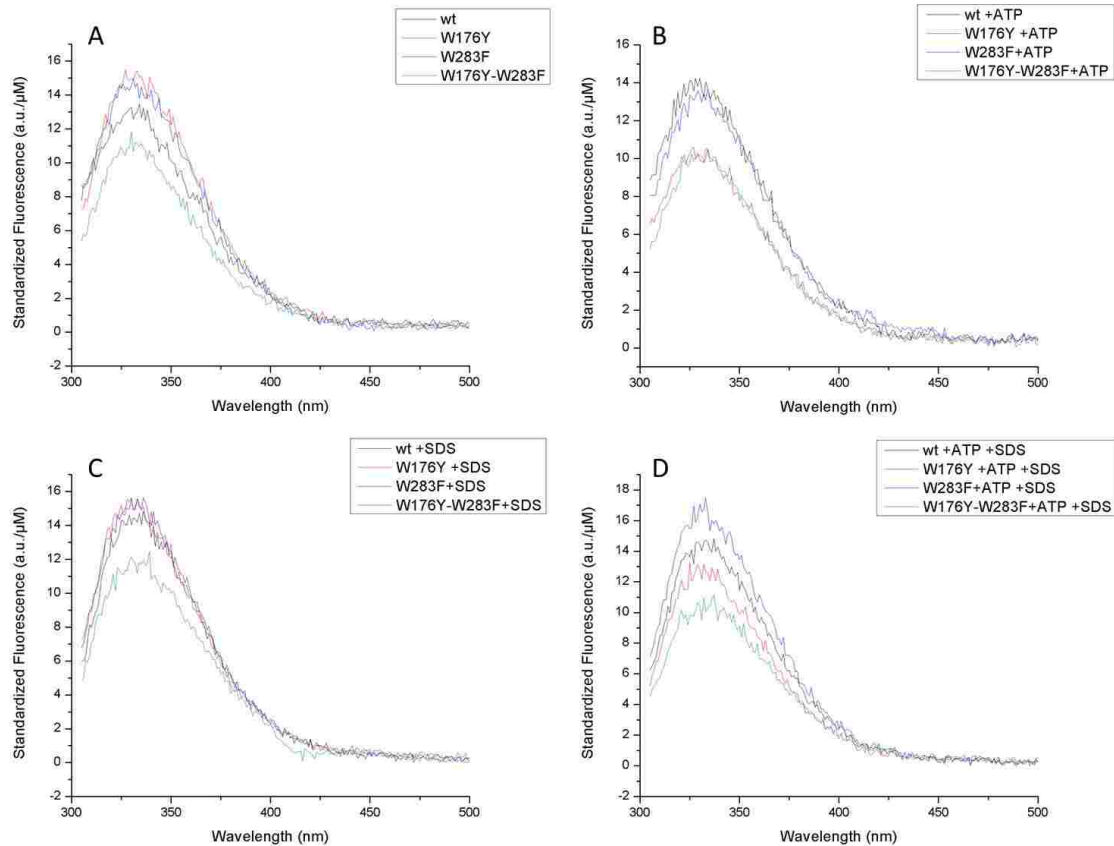 A
wt
W176Y
W283F
W176Y-W283F
Standardized Fluorescence (a.u./µM)
16
14
12
10
8
6
4
2
0
-2
300
350
400
450
500
Wavelength (nm)
B
wt +ATP
W176Y +ATP
W283F+ATP
W176Y-W283F+ATP
Standardized Fluorescence (a.u./µM)
16
14
12
10
8
6
4
2
0
300
350
400
450
500
Wavelength (nm)
C
wt +SDS
W176Y +SDS
W283F+SDS
W176Y-W283F+SDS
Standardized Fluorescence (a.u./µM)
16
14
12
10
8
6
4
2
0
-2
300
350
400
450
500
Wavelength (nm)
D
wt +ATP +SDS
W176Y +ATP +SDS
W283F+ATP +SDS
W176Y-W283F+ATP +SDS
Standardized Fluorescence (a.u./µM)
18
16
14
12
10
8
6
4
2
0
-2
300
350
400
450
500
Wavelength (nm)